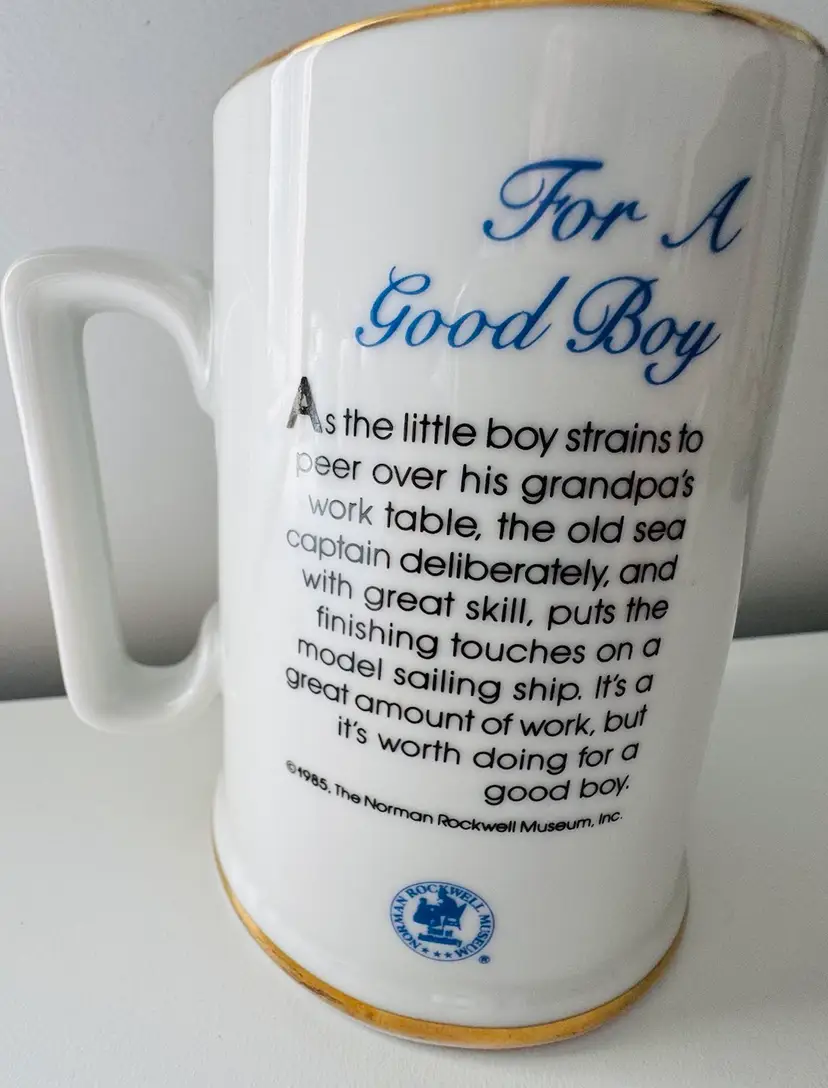 For A
Good Boy
As the little boy strains to
peer over his grandpa's
work table, the old sea
captain deliberately, and
with great skill, puts the
finishing touches on a
model sailing ship. It's a
great amount of work, but
it's worth doing for a
good boy.
©1985, The Norman Rockwell Museum, Inc.
NORMAN ROCKWELL MUSEUM
®